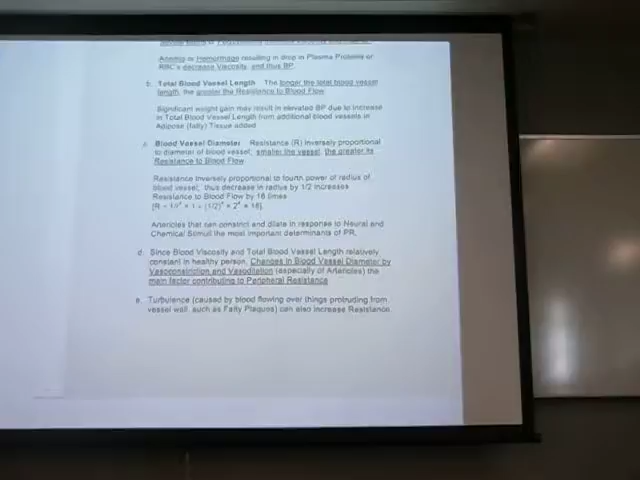 Anemia or Hemorrhage resulting in drop in Plasma Proteins or
RBC's decrease Viscosity, and thus BP.
b. Total Blood Vessel Length The longer the total blood vessel
length, the greater the Resistance to Blood Flow
Significant weight gain may result in elevated BP due to increase
in Total Blood Vessel Length from additional blood vessels in
Adipose (fatty) Tissue added
c. Blood Vessel Diameter Resistance (R) inversely proportional
to diameter of blood vessel; smaller the vessel, the greater its
Resistance to Blood Flow
Resistance inversely proportional to fourth power of radius of
blood vessel; thus decrease in radius by 1/2 increases
Resistance to Blood Flow by 16 times
Arterioles that can constrict and dilate in response to Neural and
Chemical Stimuli the most important determinants of PR.
d. Since Blood Viscosity and Total Blood Vessel Length relatively
constant in healthy person, Changes in Blood Vessel Diameter by
Vasoconstriction and Vasodilation (especially of Arterioles) the
main factor contributing to Peripheral Resistance
e. Turbulence (caused by blood flowing over things protruding from
vessel wall, such as Fatty Plaques) can also increase Resistance.